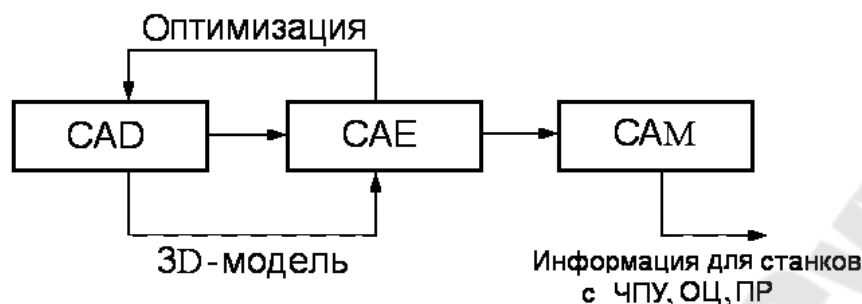 Оптимизация
CAD
CAE
CAM
3D-модель
Информация для станков
с ЧПУ, ОЦ, ПР